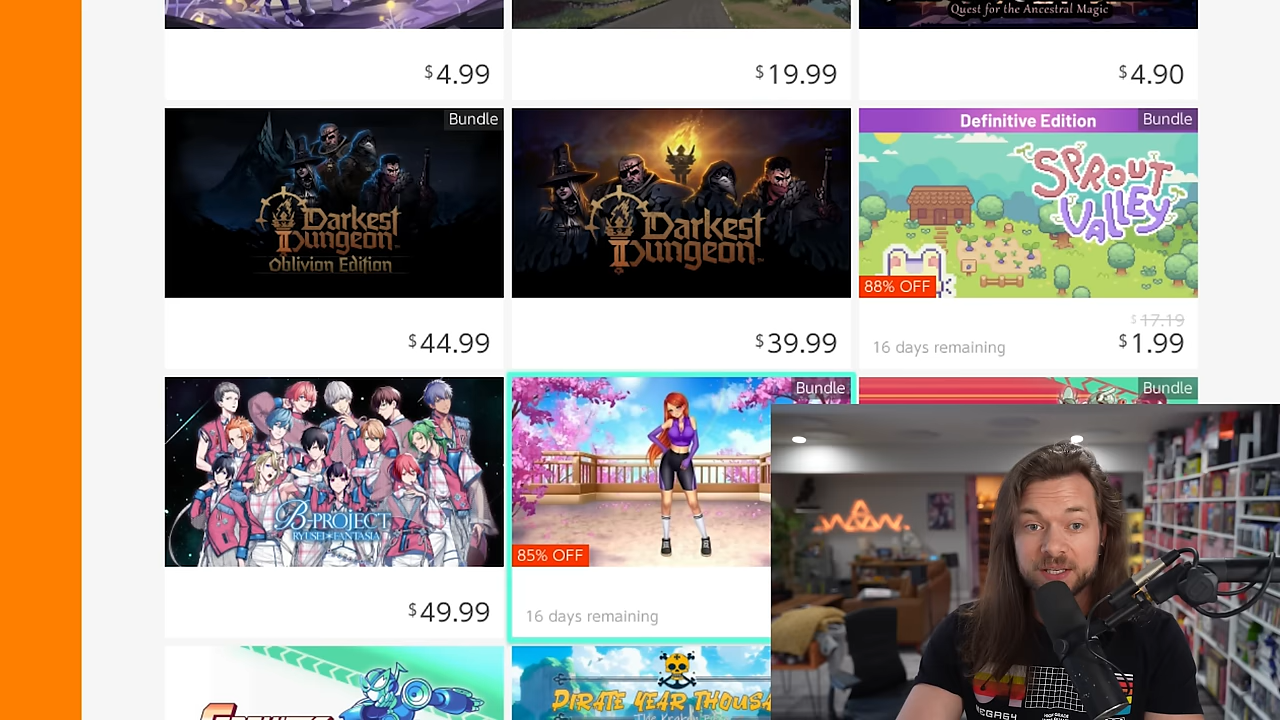 Quest for the Ancestral Magic
$4.99
$19.99
$4.90
Bundle
Darkest
Dungeon
Oblivion Edition
Darkest
Dungeon
Definitive Edition
Bundle
SPROUT
VALLEY
88% OFF
$44.99
$39.99
$17.19
16 days remaining
$1.99
B-PROJECT
RYUSEI*FANTASIA
Bundle
85% OFF
Bundle
$49.99
16 days remaining
PIRATE YEAR